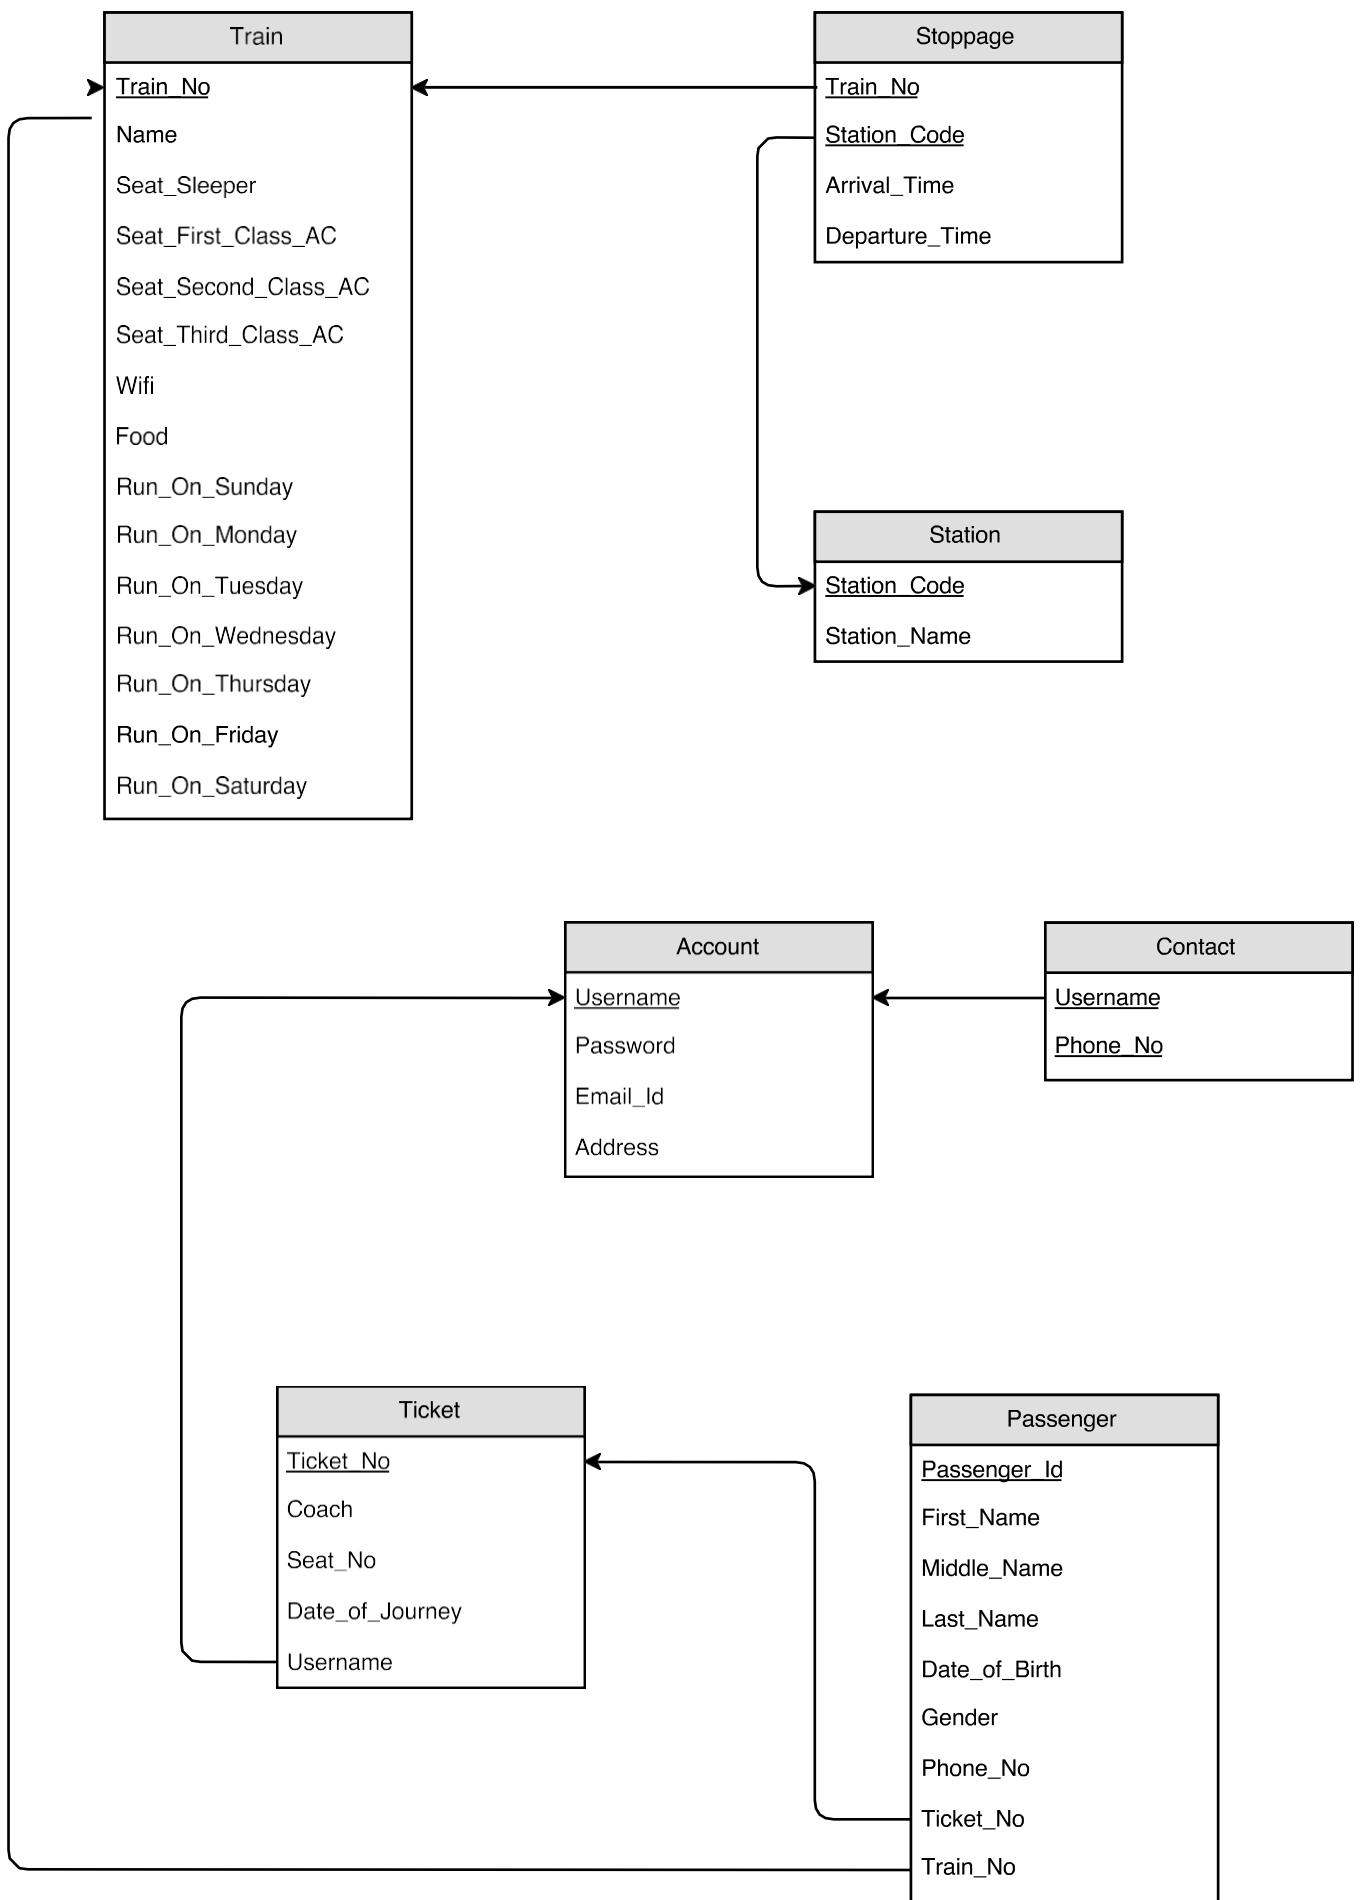 Train
Train_No
Name
Seat_Sleeper
Seat_First_Class_AC
Seat_Second_Class_AC
Seat_Third_Class_AC
Wifi
Food
Run_On_Sunday
Run_On_Monday
Run_On_Tuesday
Run_On_Wednesday
Run_On_Thursday
Run_On_Friday
Run_On_Saturday
Stoppage
Train_No
Station_Code
Arrival_Time
Departure_Time
Station
Station_Code
Station_Name
Account
Username
Password
Email_Id
Address
Contact
Username
Phone_No
Ticket
Ticket_No
Coach
Seat_No
Date_of_Journey
Username
Passenger
Passenger_Id
First_Name
Middle_Name
Last_Name
Date_of_Birth
Gender
Phone_No
Ticket_No
Train_No